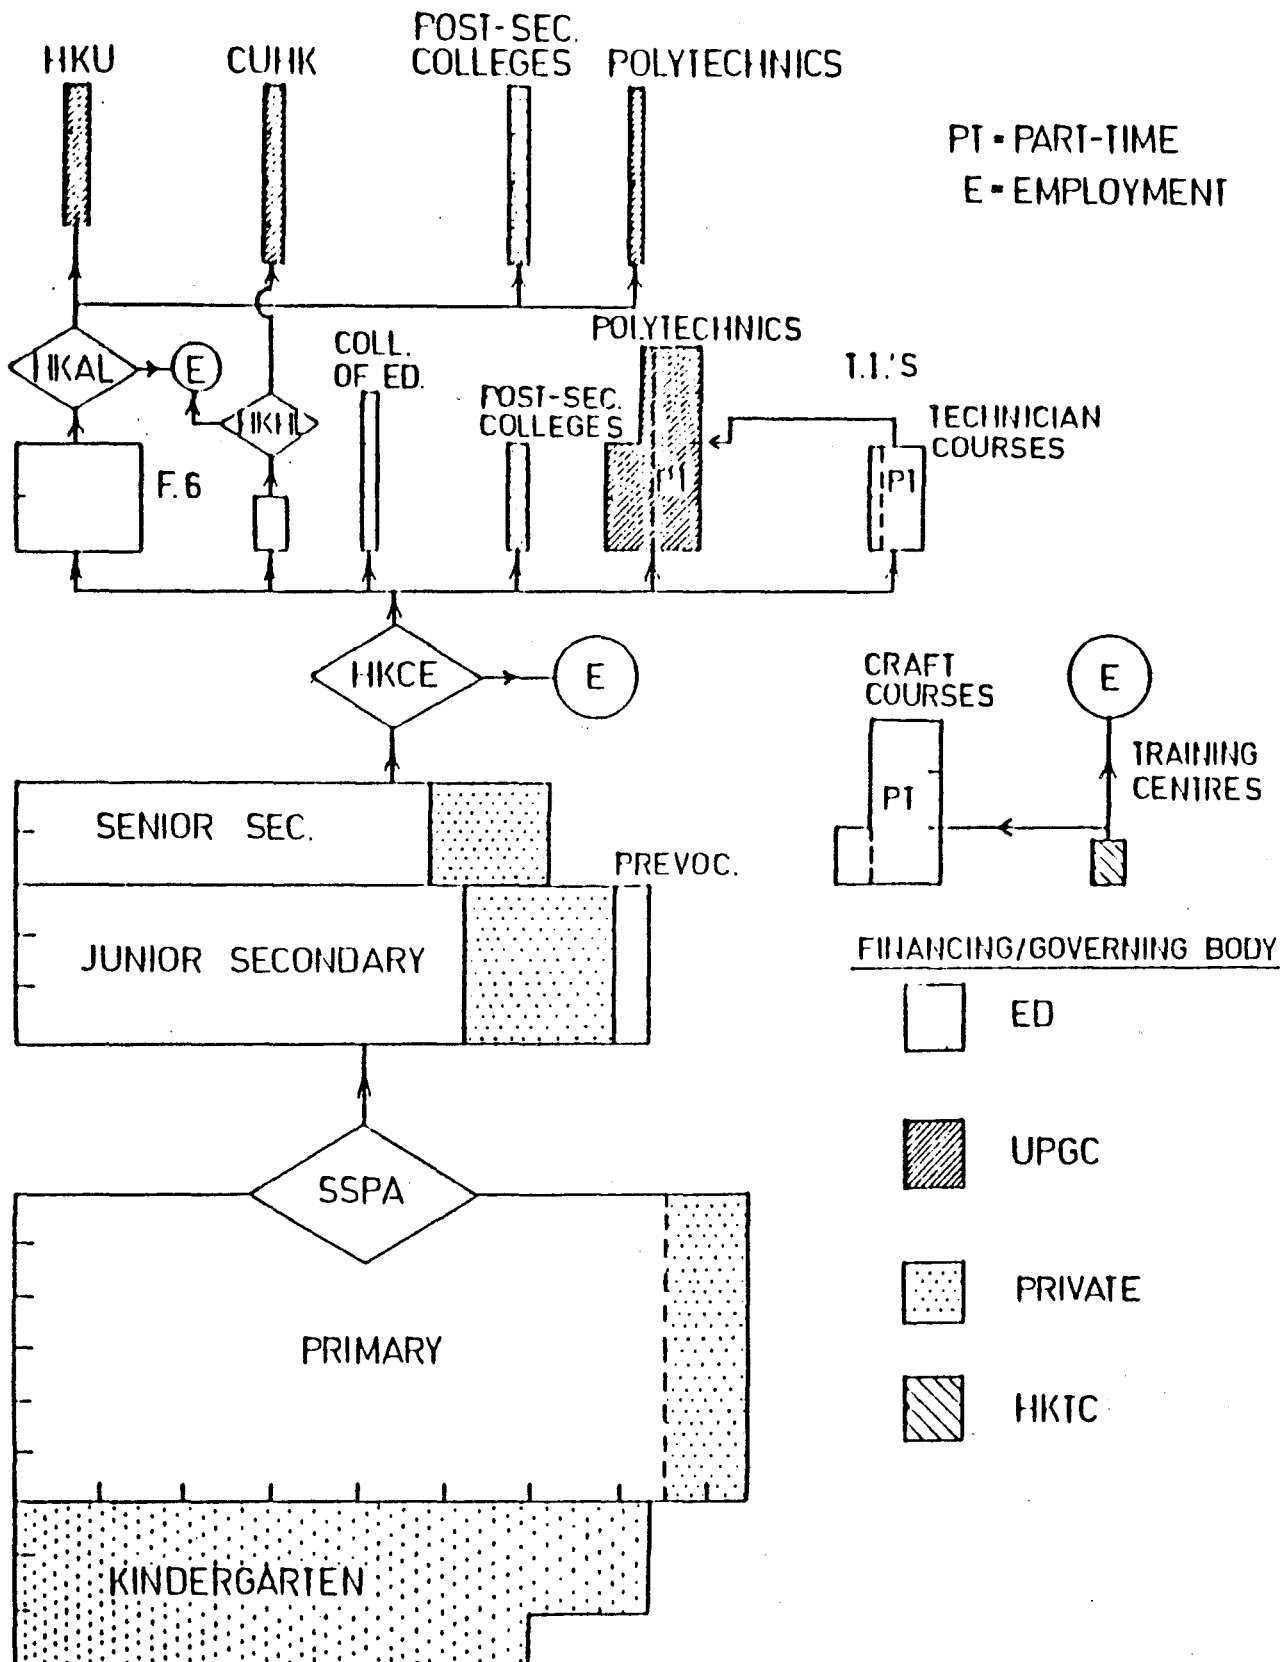 HKU
CUHK
POST-SEC.
COLLEGES
POLYTECHNICS
PT = PART-TIME
E = EMPLOYMENT
HKAL
E
HKHL
COLL.
OF ED.
POST-SEC.
COLLEGES
POLYTECHNICS
PT
T.I.'S
TECHNICIAN
COURSES
PT
F.6
HKCE
E
CRAFT
COURSES
PT
E
TRAINING
CENTRES
SENIOR SEC.
PREVOC.
JUNIOR SECONDARY
FINANCING/GOVERNING BODY
ED
UPGC
PRIVATE
HKTC
SSPA
PRIMARY
KINDERGARTEN